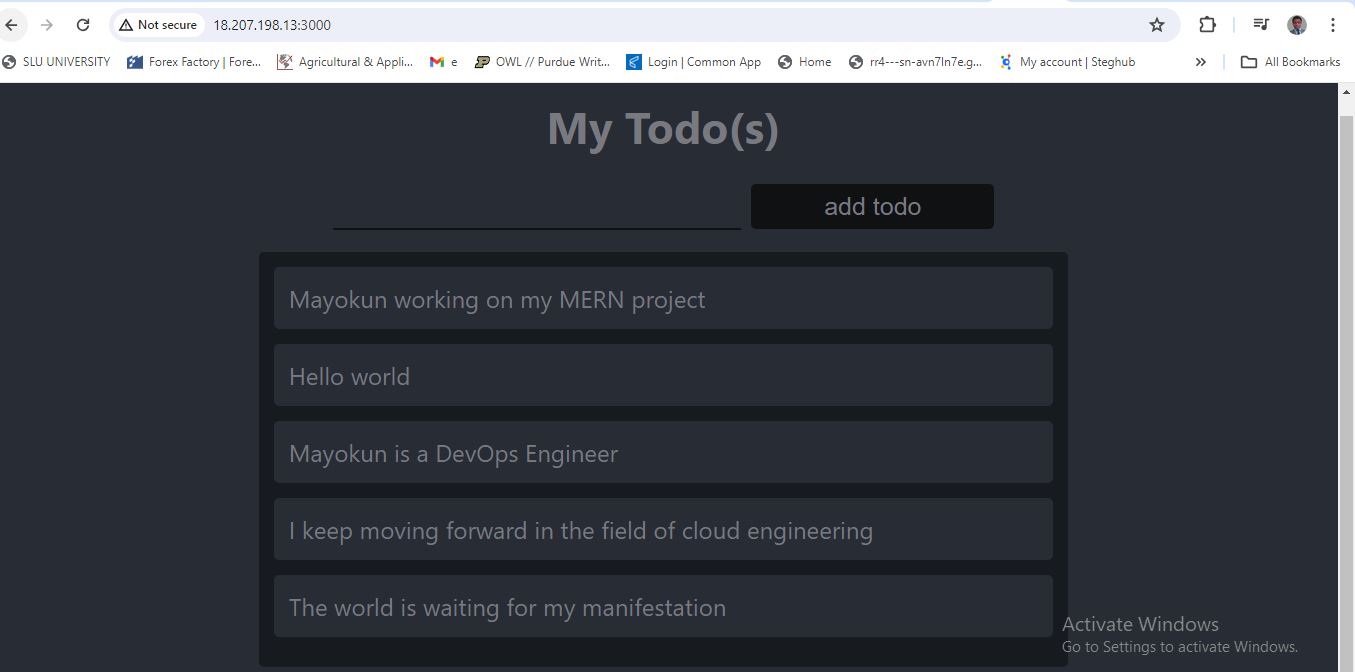 Not secure 18.207.198.13:3000
SLU UNIVERSITY Forex Factory | Fore... Agricultural & Appli... e OWL // Purdue Writ... Login | Common App Home rr4---sn-avn7ln7e.g... My account | Steghub » All Bookmarks
My Todo(s)
add todo
Mayokun working on my MERN project
Hello world
Mayokun is a DevOps Engineer
I keep moving forward in the field of cloud engineering
The world is waiting for my manifestation
Activate Windows
Go to Settings to activate Windows.